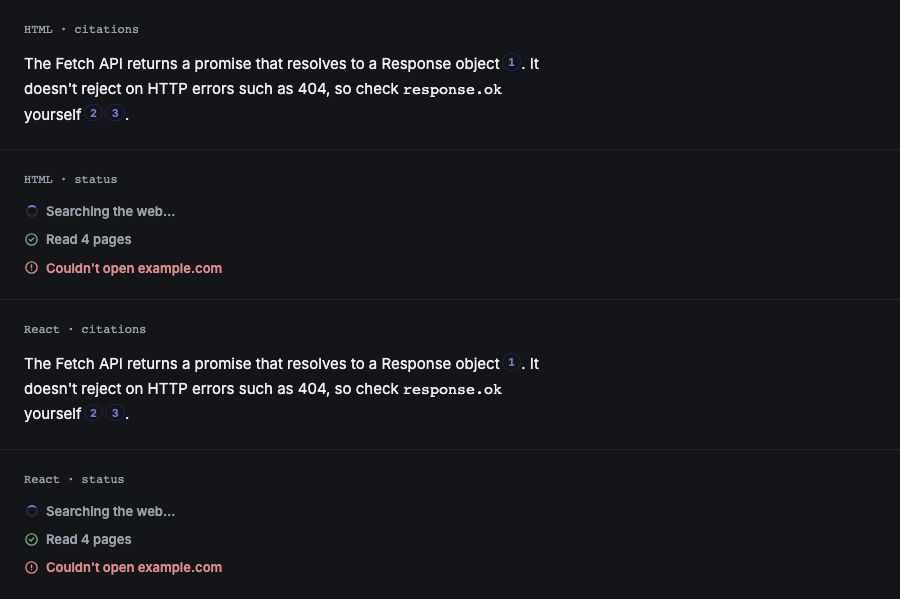 HTML · citations
The Fetch API returns a promise that resolves to a Response object 1. It
doesn't reject on HTTP errors such as 404, so check response.ok
yourself 2 3.
HTML · status
Searching the web...
Read 4 pages
Couldn't open example.com
React · citations
The Fetch API returns a promise that resolves to a Response object 1. It
doesn't reject on HTTP errors such as 404, so check response.ok
yourself 2 3.
React · status
Searching the web...
Read 4 pages
Couldn't open example.com